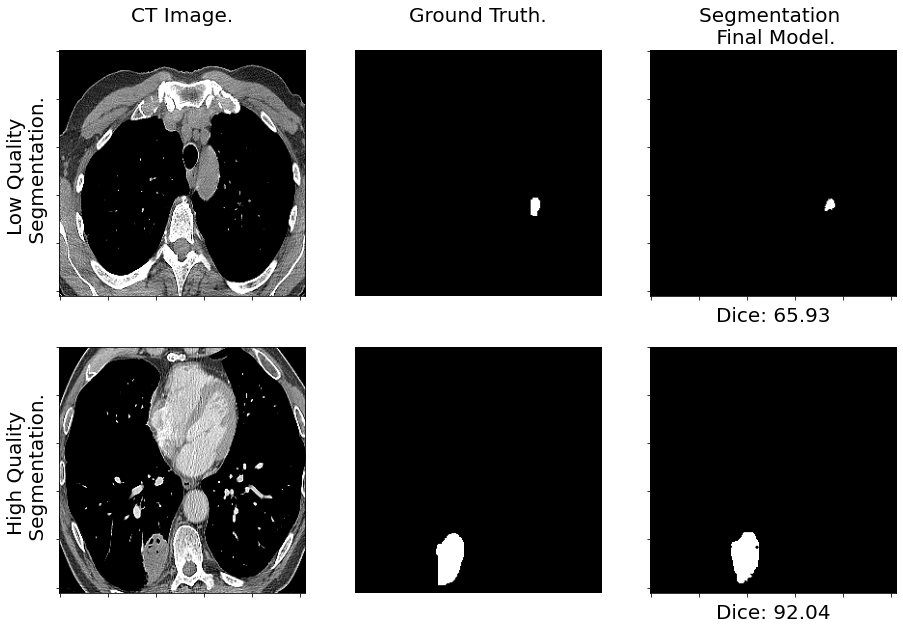 CT Image.
Ground Truth.
Segmentation
Final Model.
Low Quality
Segmentation.
Dice: 65.93
High Quality
Segmentation.
Dice: 92.04